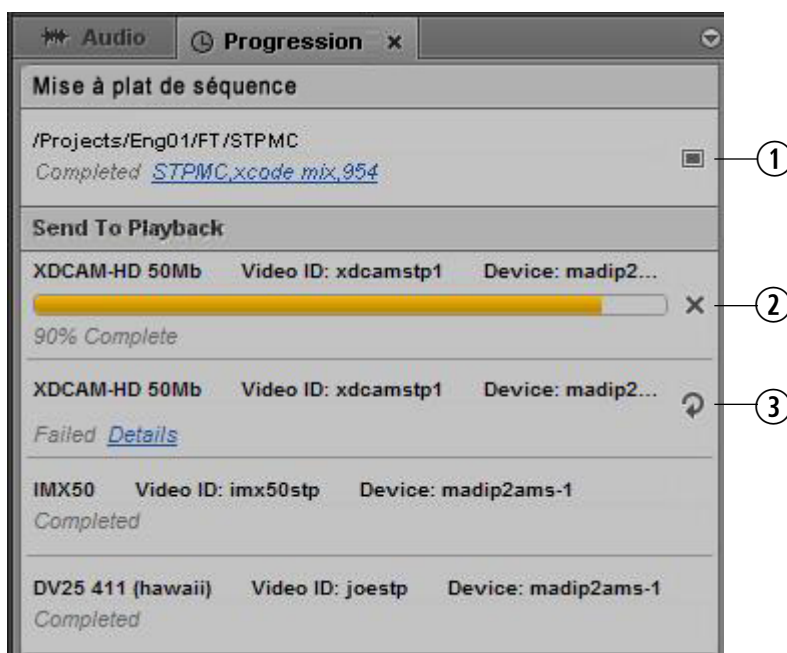 Audio
Progression x
Mise à plat de séquence
/Projects/Eng01/FT/STPMC
Completed STPMC,xcode mix,954
1
Send To Playback
XDCAM-HD 50Mb Video ID: xdcamstp1 Device: madip2...
2
90% Complete
XDCAM-HD 50Mb Video ID: xdcamstp1 Device: madip2...
3
Failed Details
IMX50 Video ID: imx50stp Device: madip2ams-1
Completed
DV25 411 (hawaii) Video ID: joestp Device: madip2ams-1
Completed